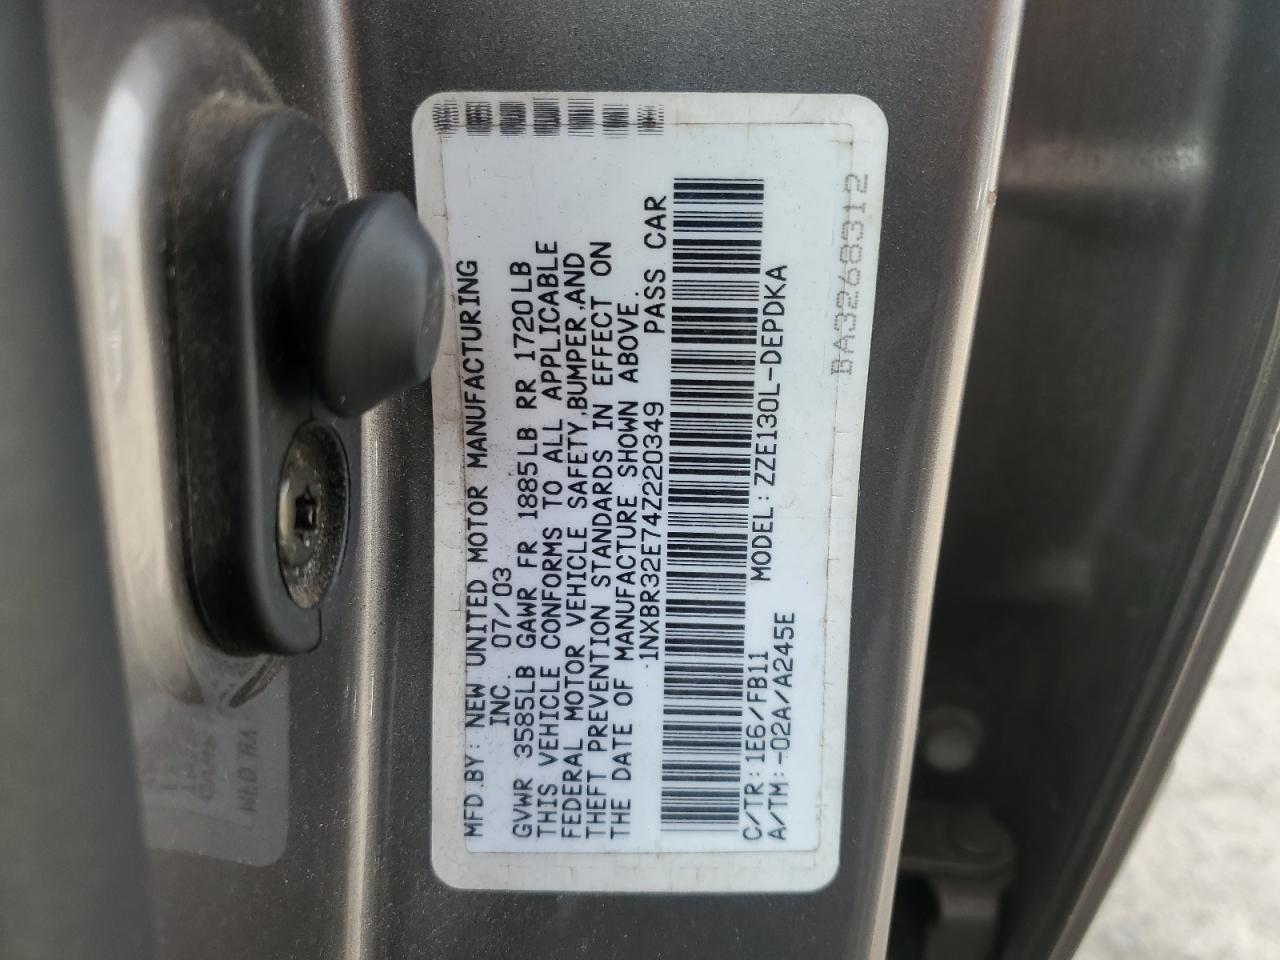 MFD.BY: NEW UNITED MOTOR MANUFACTURING
INC. 07/03
GVWR 3585LB GAWR FR 1885LB RR 1720LB
THIS VEHICLE CONFORMS TO ALL APPLICABLE
FEDERAL MOTOR VEHICLE SAFETY,BUMPER,AND
THEFT PREVENTION STANDARDS IN EFFECT ON
THE DATE OF MANUFACTURE SHOWN ABOVE.
1NXBR32E74Z220349 PASS CAR
C/TR:1E6/FB11 MODEL:ZZE130L-DEPDKA
A/TM:-02A/A245E
BA3268312